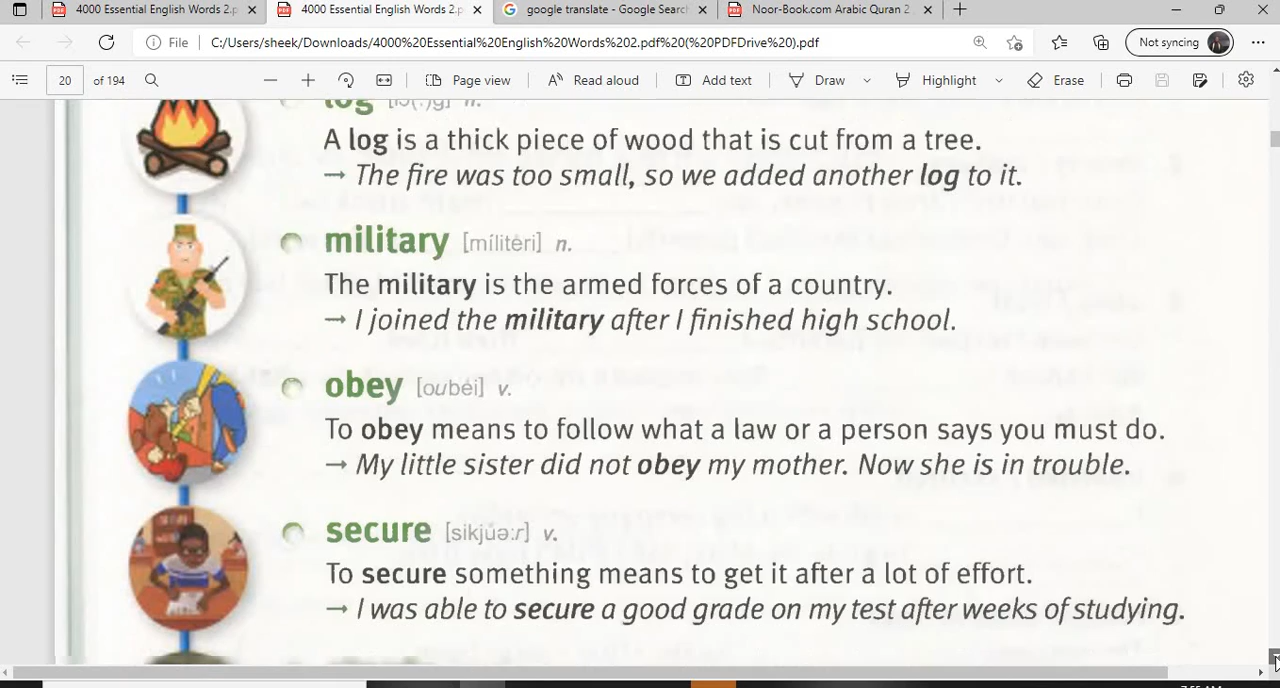 4000 Essential English Words 2.p
4000 Essential English Words 2.p
google translate - Google Searc
Noor-Book.com Arabic Quran 2
File
C:/Users/sheek/Downloads/4000%20Essential%20English%20Words%202.pdf%20(%20PDFDrive%20).pdf
Not syncing
20 of 194
Page view
Read aloud
Add text
Draw
Highlight
Erase
log [lɔ(:)g] n.
A log is a thick piece of wood that is cut from a tree.
→ The fire was too small, so we added another log to it.
military [míliteri] n.
The military is the armed forces of a country.
→ I joined the military after I finished high school.
obey [oubéi] v.
To obey means to follow what a law or a person says you must do.
→ My little sister did not obey my mother. Now she is in trouble.
secure [sikjúə:r] v.
To secure something means to get it after a lot of effort.
→ I was able to secure a good grade on my test after weeks of studying.